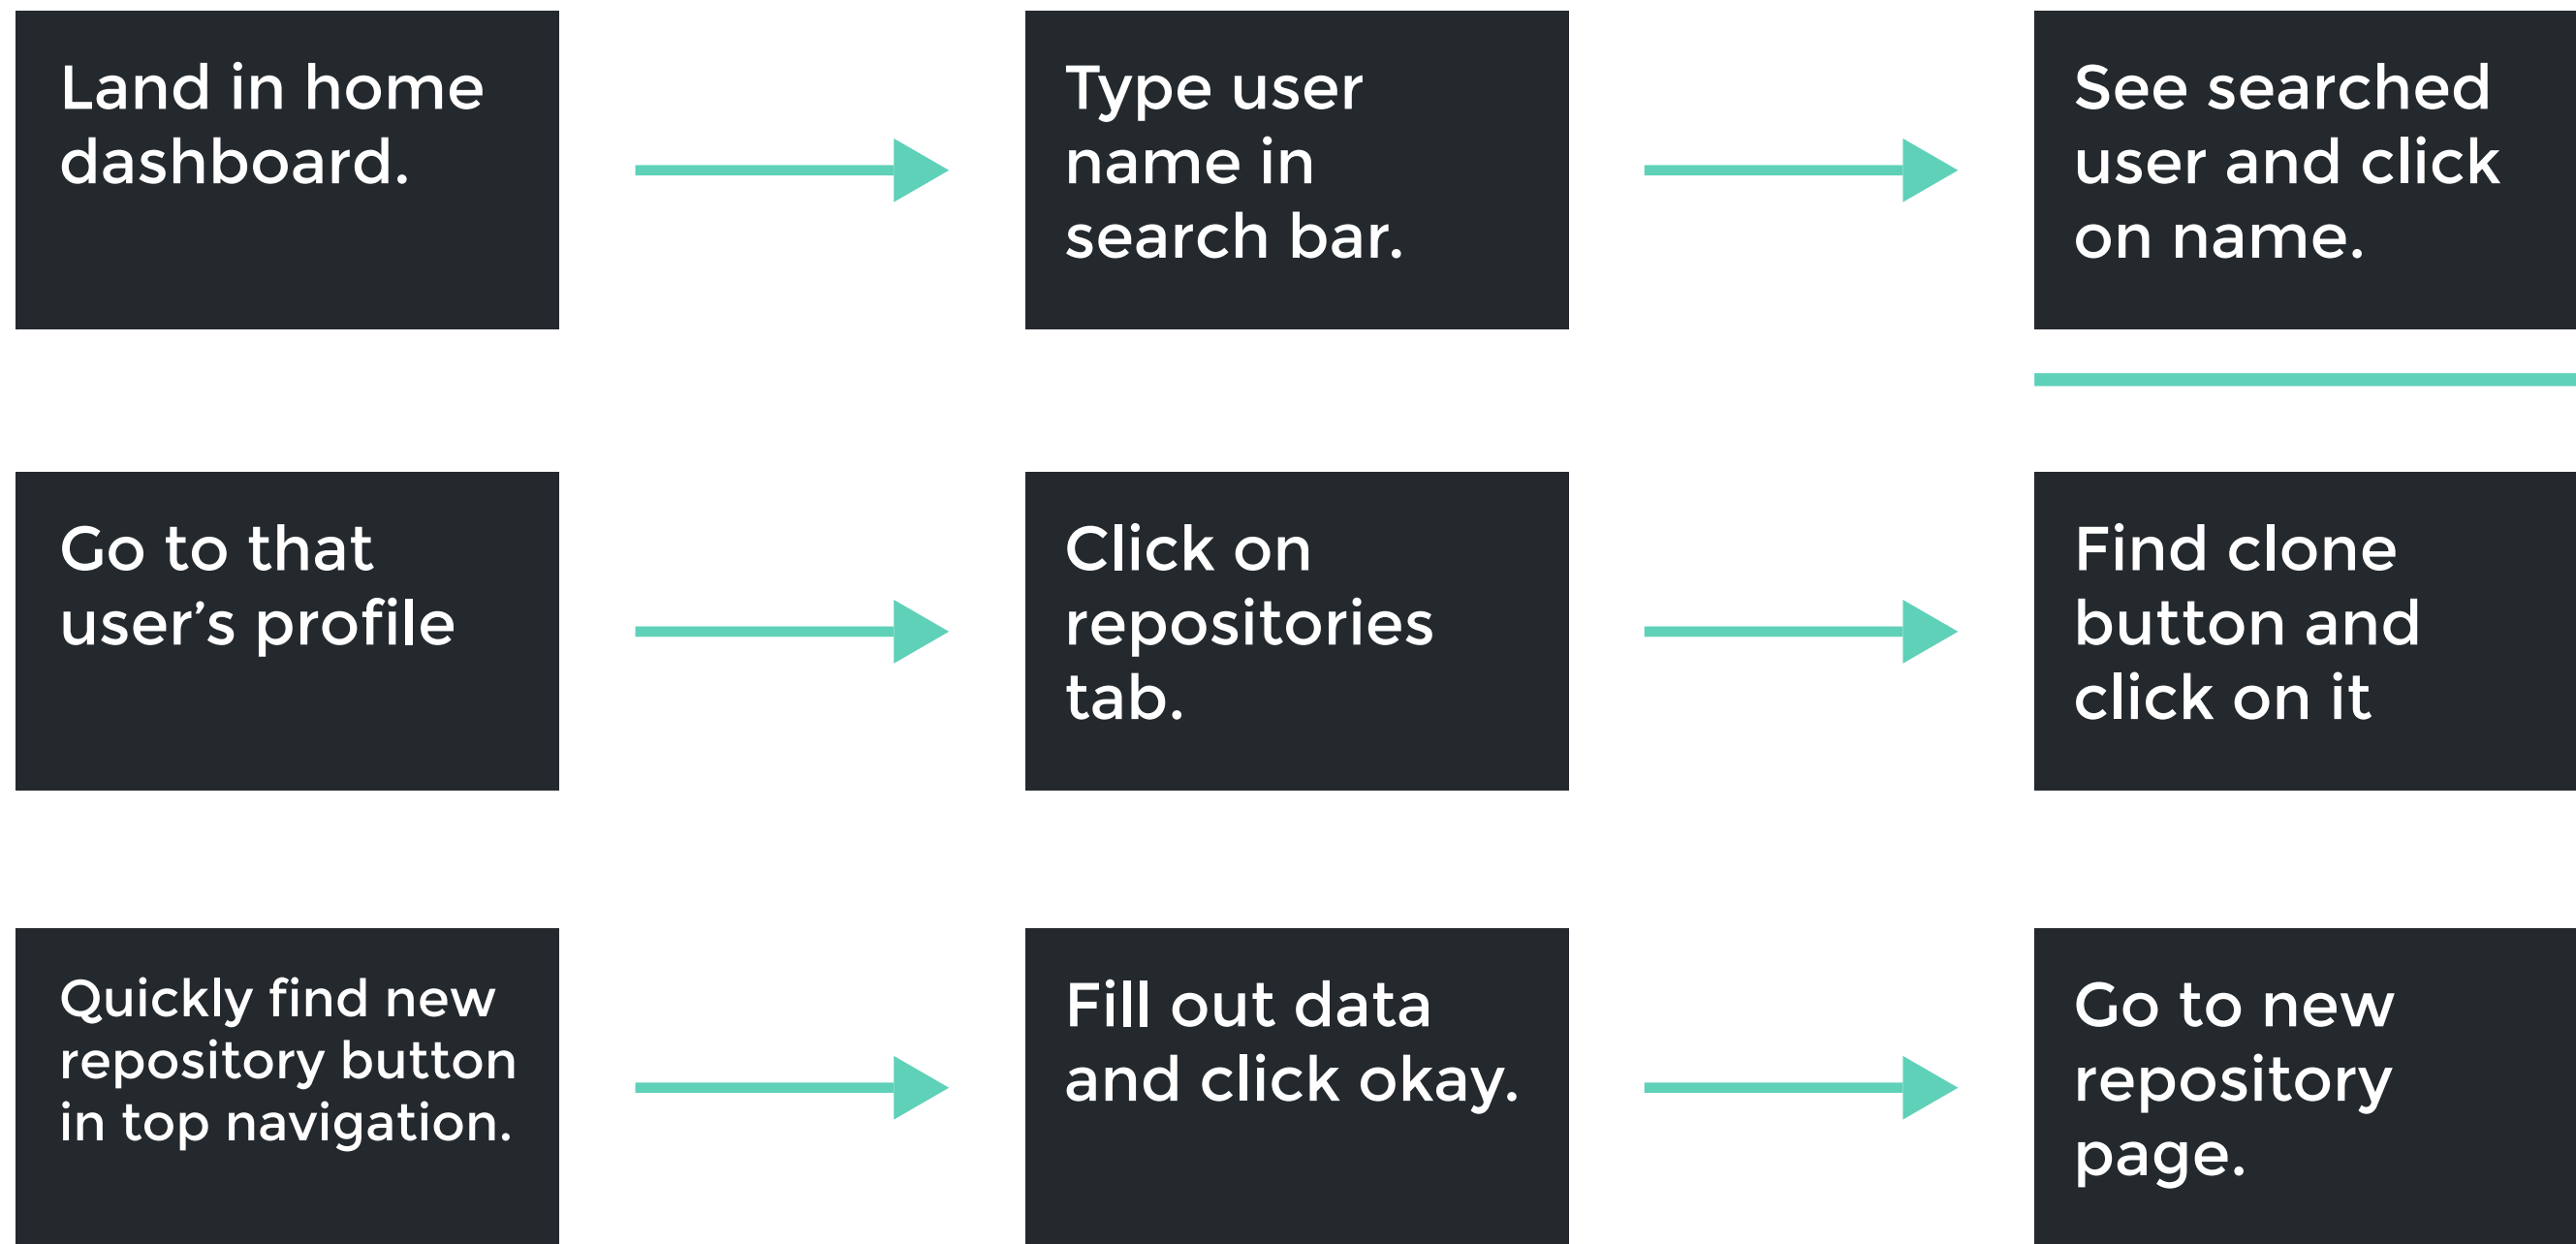 Land in home
dashboard.
Type user
name in
search bar.
See searched
user and click
on name.
Go to that
user’s profile
Click on
repositories
tab.
Find clone
button and
click on it
Quickly find new
repository button
in top navigation.
Fill out data
and click okay.
Go to new
repository
page.